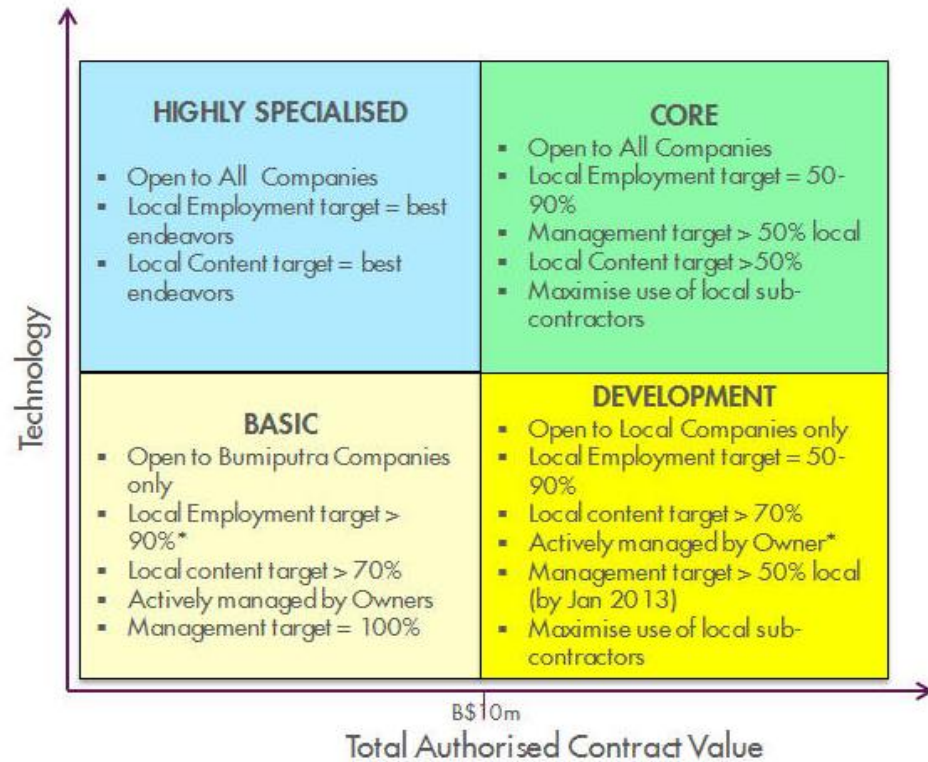 Technology
HIGHLY SPECIALISED
▪ Open to All Companies
▪ Local Employment target = best
endeavors
▪ Local Content target = best
endeavors
CORE
▪ Open to All Companies
▪ Local Employment target = 50-
90%
▪ Management target > 50% local
▪ Local Content target >50%
▪ Maximise use of local sub-
contractors
BASIC
▪ Open to Bumiputra Companies
only
▪ Local Employment target >
90%*
▪ Local content target > 70%
▪ Actively managed by Owners
▪ Management target = 100%
DEVELOPMENT
▪ Open to Local Companies only
▪ Local Employment target = 50-
90%
▪ Local content target > 70%
▪ Actively managed by Owner*
▪ Management target > 50% local
(by Jan 2013)
▪ Maximise use of local sub-
contractors
B$10m
Total Authorised Contract Value